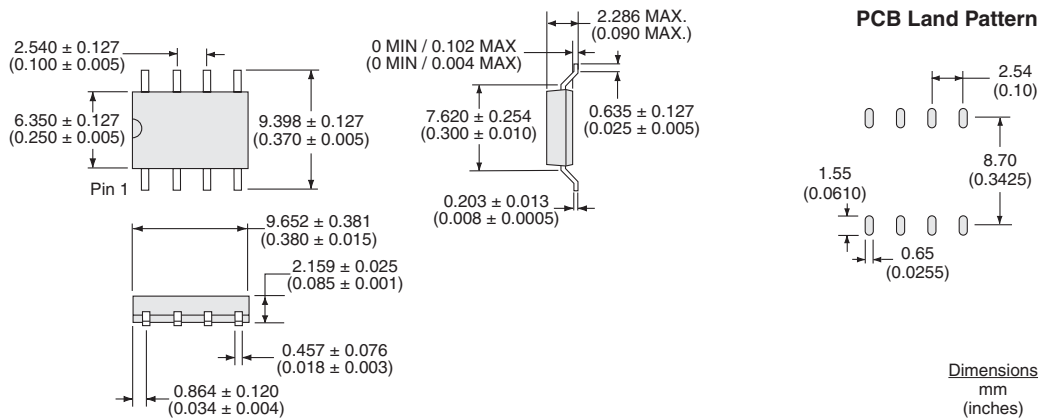 2.540 ± 0.127
(0.100 ± 0.005)
6.350 ± 0.127
(0.250 ± 0.005)
9.398 ± 0.127
(0.370 ± 0.005)
Pin 1
9.652 ± 0.381
(0.380 ± 0.015)
2.159 ± 0.025
(0.085 ± 0.001)
0.457 ± 0.076
(0.018 ± 0.003)
0.864 ± 0.120
(0.034 ± 0.004)
2.286 MAX.
(0.090 MAX.)
0 MIN / 0.102 MAX
(0 MIN / 0.004 MAX)
7.620 ± 0.254
(0.300 ± 0.010)
0.635 ± 0.127
(0.025 ± 0.005)
0.203 ± 0.013
(0.008 ± 0.0005)
PCB Land Pattern
2.54
(0.10)
8.70
(0.3425)
1.55
(0.0610)
0.65
(0.0255)
Dimensions
mm
(inches)